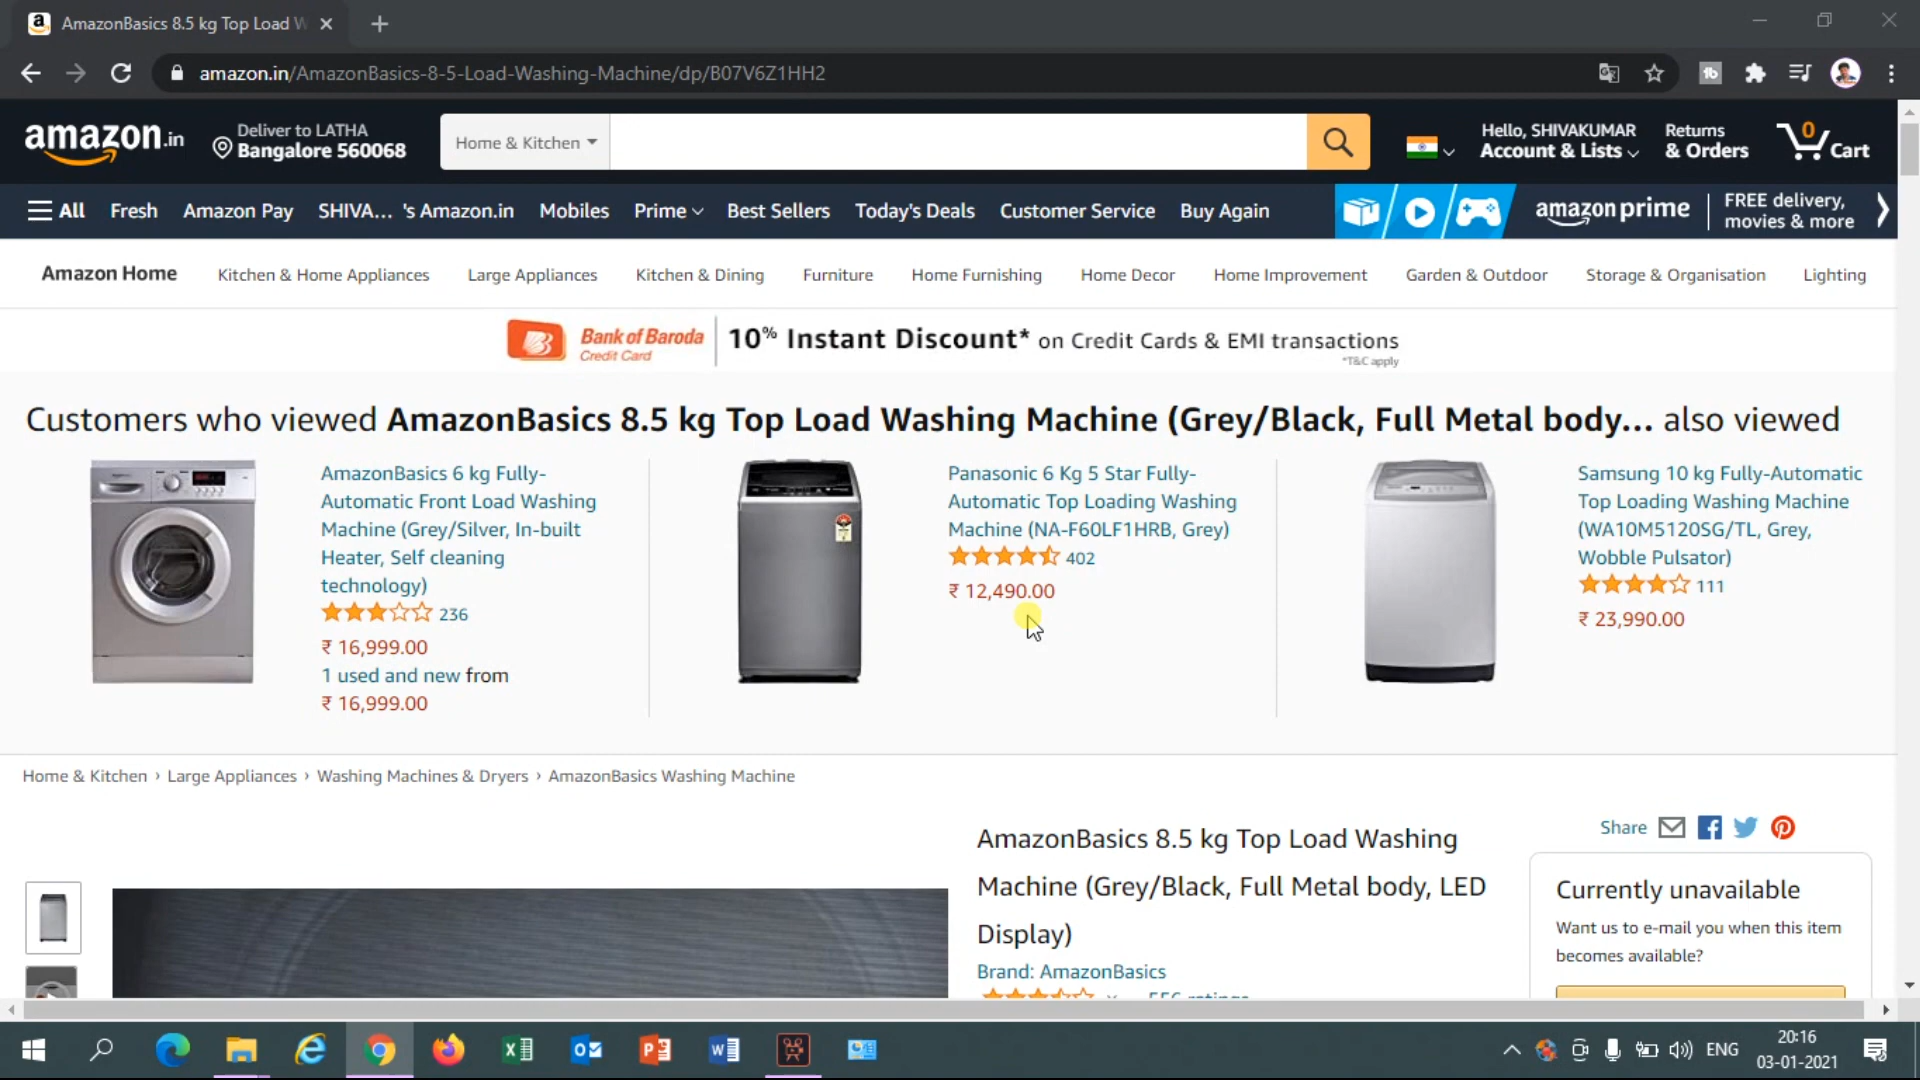 AmazonBasics 8.5 kg Top Load W
amazon.in/AmazonBasics-8-5-Load-Washing-Machine/dp/B07V6Z1HH2
amazon.in
Deliver to LATHA
Bangalore 560068
Home & Kitchen
Hello, SHIVAKUMAR
Account & Lists
Returns
& Orders
0
Cart
All
Fresh
Amazon Pay
SHIVA... 's Amazon.in
Mobiles
Prime
Best Sellers
Today's Deals
Customer Service
Buy Again
amazon prime
FREE delivery,
movies & more
Amazon Home
Kitchen & Home Appliances
Large Appliances
Kitchen & Dining
Furniture
Home Furnishing
Home Decor
Home Improvement
Garden & Outdoor
Storage & Organisation
Lighting
Bank of Baroda
Credit Card
10% Instant Discount* on Credit Cards & EMI transactions
*T&C apply
Customers who viewed AmazonBasics 8.5 kg Top Load Washing Machine (Grey/Black, Full Metal body... also viewed
AmazonBasics 6 kg Fully-
Automatic Front Load Washing
Machine (Grey/Silver, In-built
Heater, Self cleaning
technology)
236
₹ 16,999.00
1 used and new from
₹ 16,999.00
Panasonic 6 Kg 5 Star Fully-
Automatic Top Loading Washing
Machine (NA-F60LF1HRB, Grey)
402
₹ 12,490.00
Samsung 10 kg Fully-Automatic
Top Loading Washing Machine
(WA10M5120SG/TL, Grey,
Wobble Pulsator)
111
₹ 23,990.00
Home & Kitchen › Large Appliances › Washing Machines & Dryers › AmazonBasics Washing Machine
AmazonBasics 8.5 kg Top Load Washing
Machine (Grey/Black, Full Metal body, LED
Display)
Brand: AmazonBasics
556 ratings
Share
Currently unavailable
Want us to e-mail you when this item
becomes available?
ENG
20:16
03-01-2021